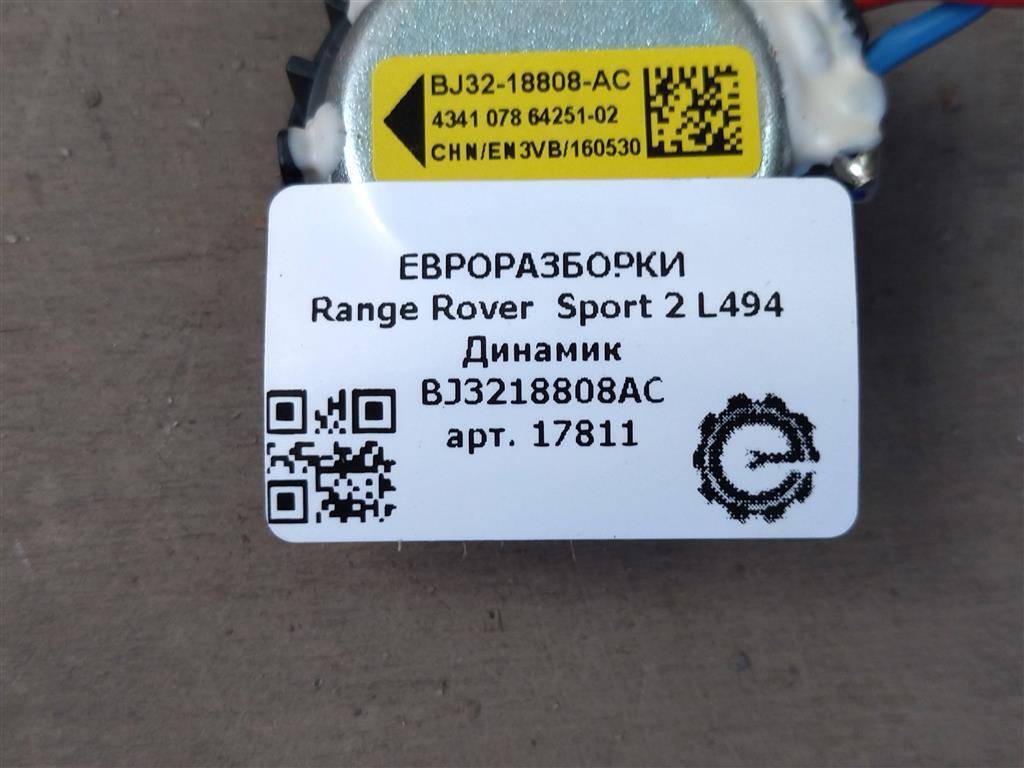 BJ32-18808-AC
4341 078 64251-02
CHN/EN3VB/160530
ЕВРОРАЗБОРКИ
Range Rover Sport 2 L494
Динамик
BJ3218808AC
арт. 17811